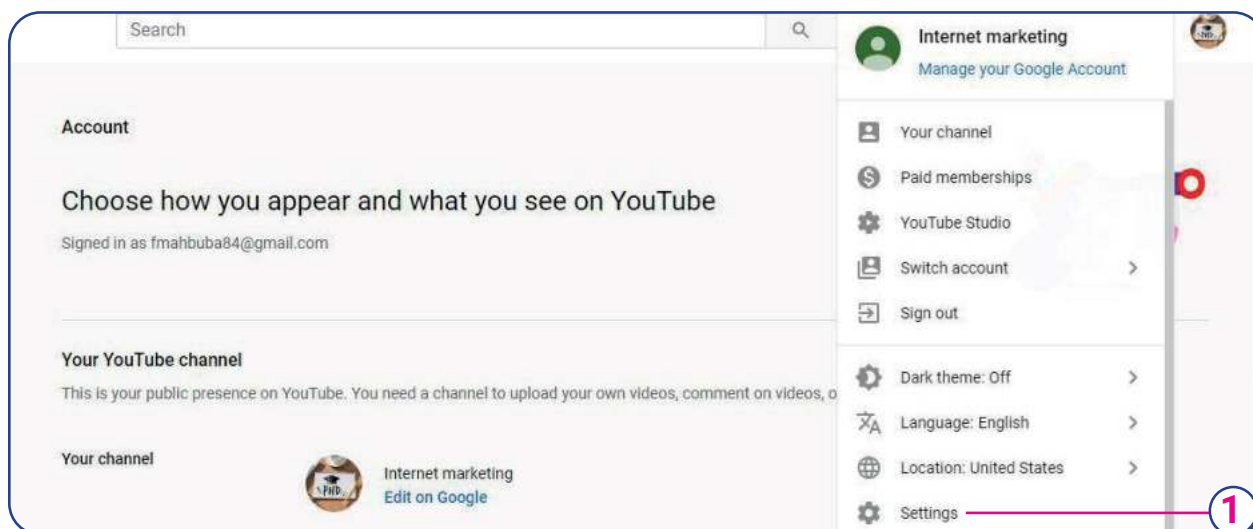 Search
Account
Choose how you appear and what you see on YouTube
Signed in as fmahbuba84@gmail.com
Your YouTube channel
This is your public presence on YouTube. You need a channel to upload your own videos, comment on videos, o
Your channel
PHD
Internet marketing
Edit on Google
Internet marketing
Manage your Google Account
Your channel
Paid memberships
YouTube Studio
Switch account
Sign out
Dark theme: Off
Language: English
Location: United States
Settings
1